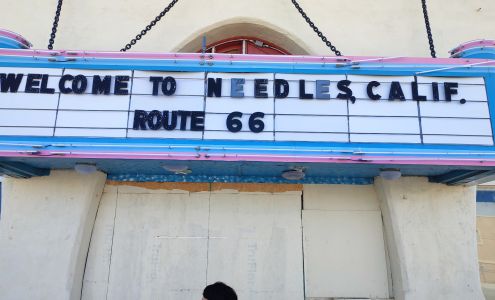 WELCOME TO NEEDLES, CALIF.
ROUTE 66